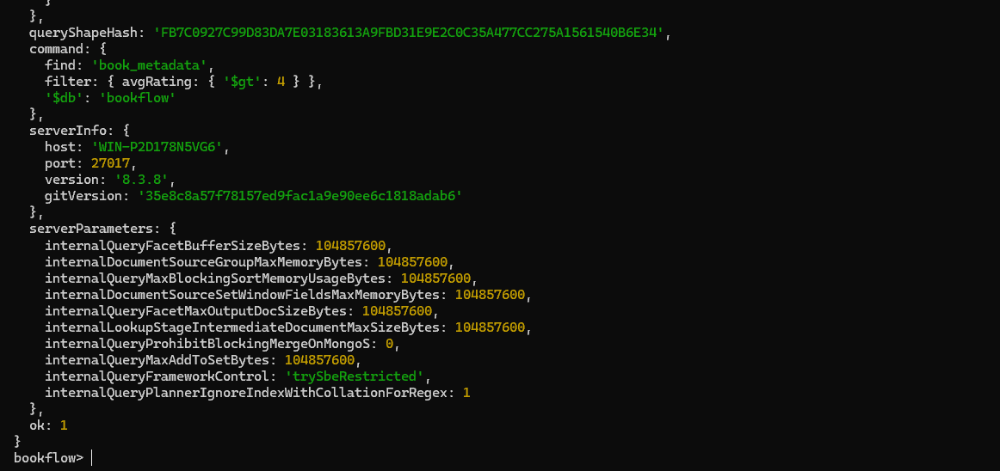 }
},
queryShapeHash: 'FB7C0927C99D83DA7E03183613A9FBD31E9E2C0C35A477CC275A1561540B6E34',
command: {
find: 'book_metadata',
filter: { avgRating: { '$gt': 4 } },
'$db': 'bookflow'
},
serverInfo: {
host: 'WIN-P2D178N5VG6',
port: 27017,
version: '8.3.8',
gitVersion: '35e8c8a57f78157ed9fac1a9e90ee6c1818adab6'
},
serverParameters: {
internalQueryFacetBufferSizeBytes: 104857600,
internalDocumentSourceGroupMaxMemoryBytes: 104857600,
internalQueryMaxBlockingSortMemoryUsageBytes: 104857600,
internalDocumentSourceSetWindowFieldsMaxMemoryBytes: 104857600,
internalQueryFacetMaxOutputDocSizeBytes: 104857600,
internalLookupStageIntermediateDocumentMaxSizeBytes: 104857600,
internalQueryProhibitBlockingMergeOnMongoS: 0,
internalQueryMaxAddToSetBytes: 104857600,
internalQueryFrameworkControl: 'trySbeRestricted',
internalQueryPlannerIgnoreIndexWithCollationForRegex: 1
},
ok: 1
}
bookflow>